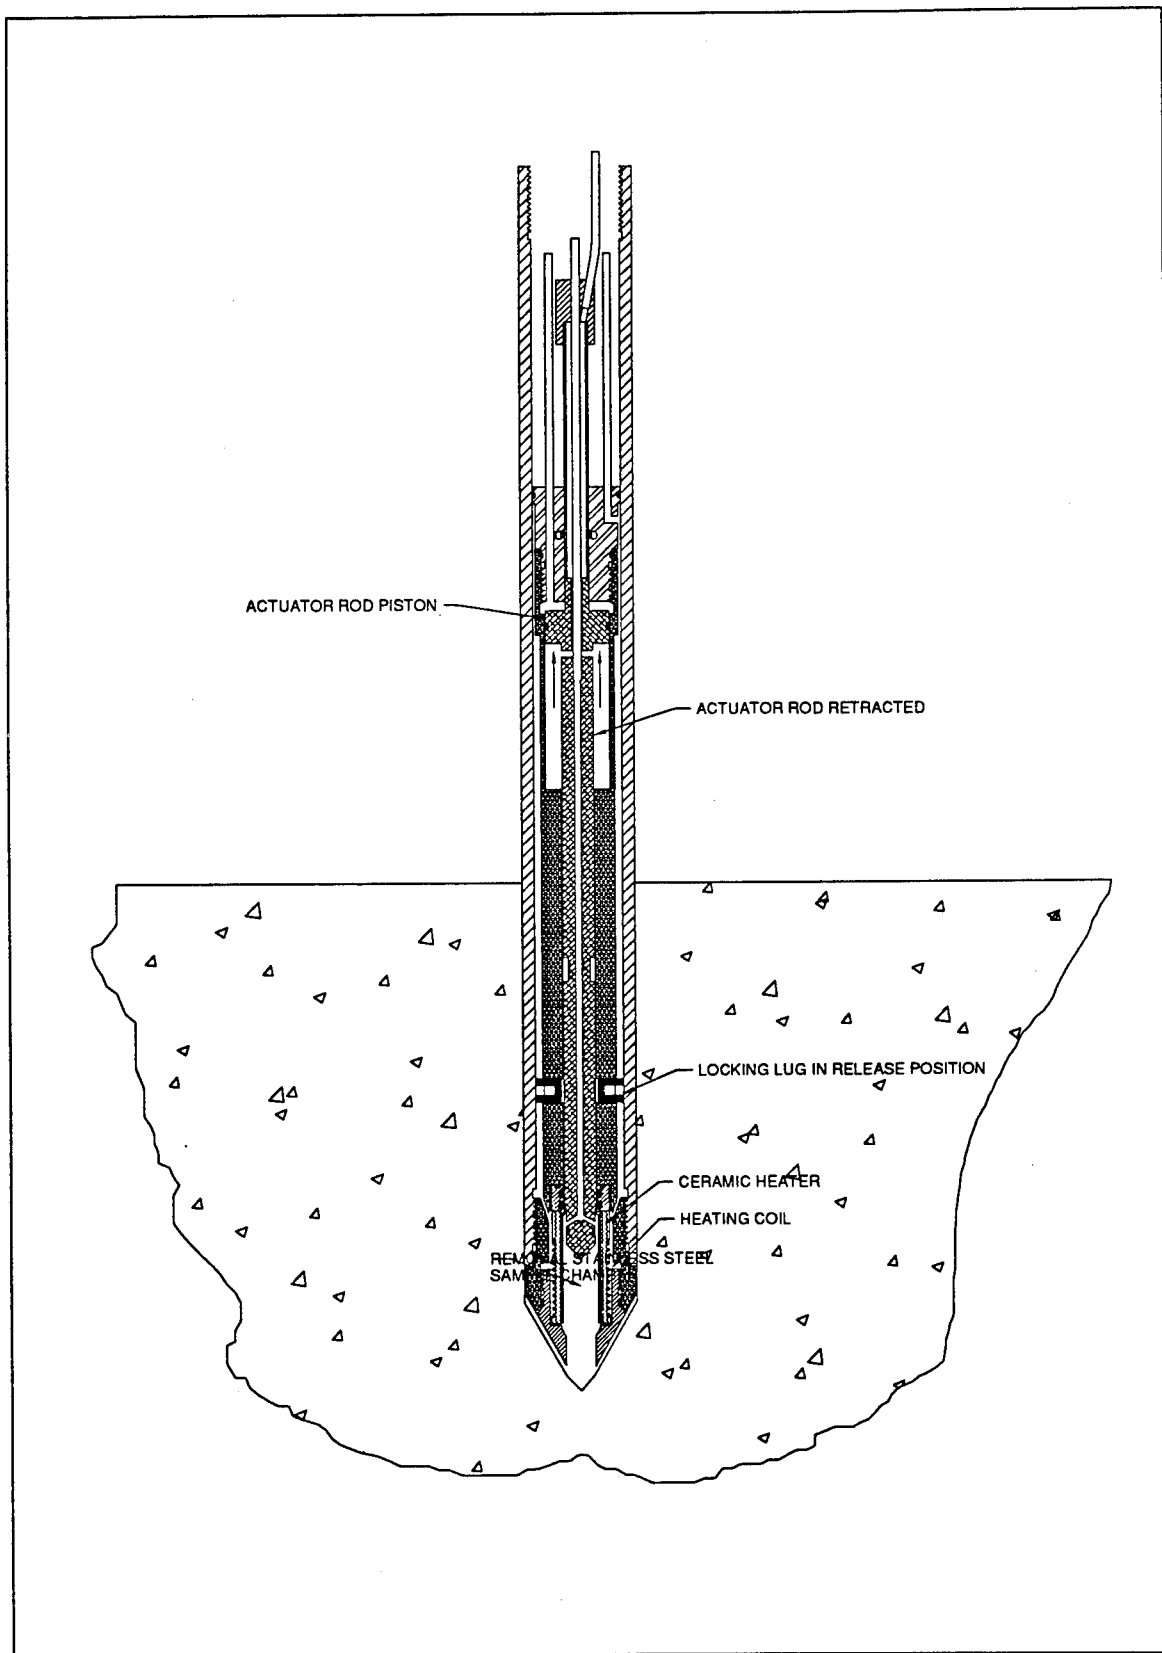 ACTUATOR ROD PISTON
ACTUATOR ROD RETRACTED
LOCKING LUG IN RELEASE POSITION
CERAMIC HEATER
HEATING COIL
STEEL